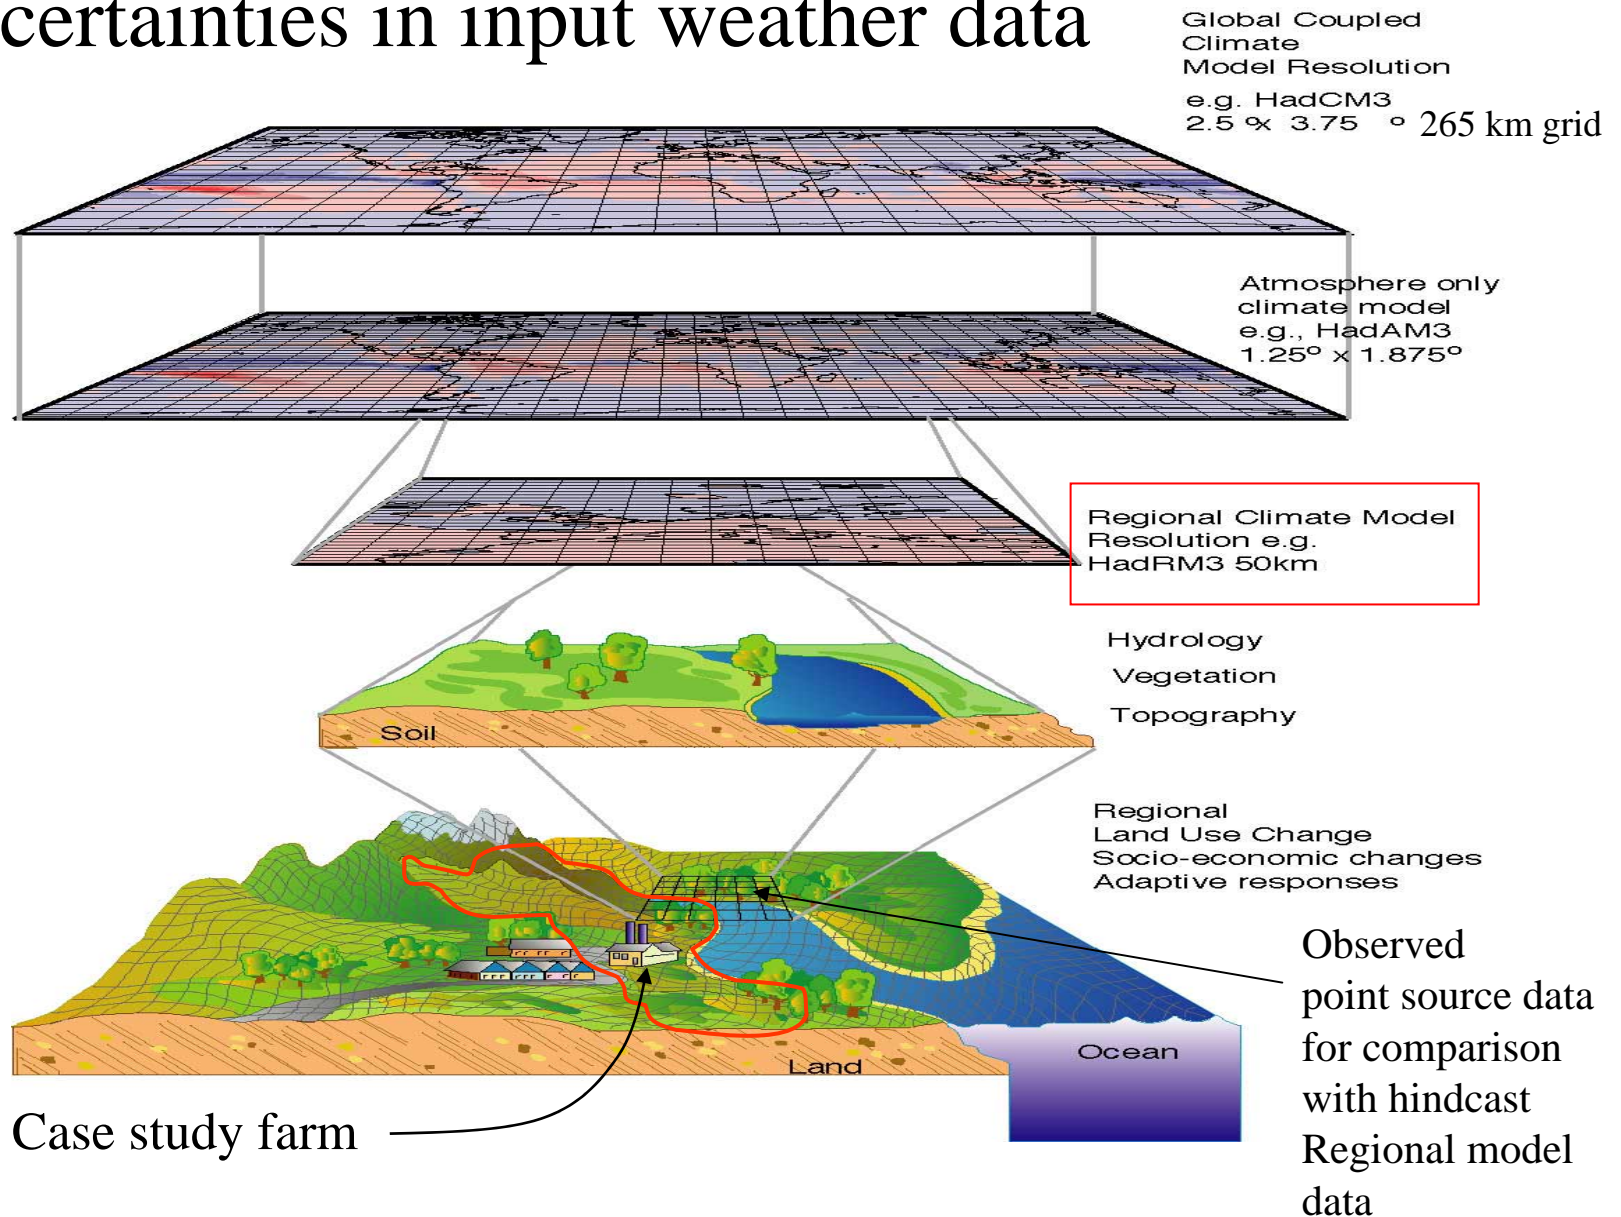 certainties in input weather data
Global Coupled
Climate
Model Resolution
e.g. HadCM3
2.5 ºx 3.75 º 265 km grid
Atmosphere only
climate model
e.g., HadAM3
1.25º x 1.875º
Regional Climate Model
Resolution e.g.
HadRM3 50km
Hydrology
Vegetation
Topography
Soil
Regional
Land Use Change
Socio-economic changes
Adaptive responses
Observed
point source data
for comparison
with hindcast
Regional model
data
Ocean
Land
Case study farm